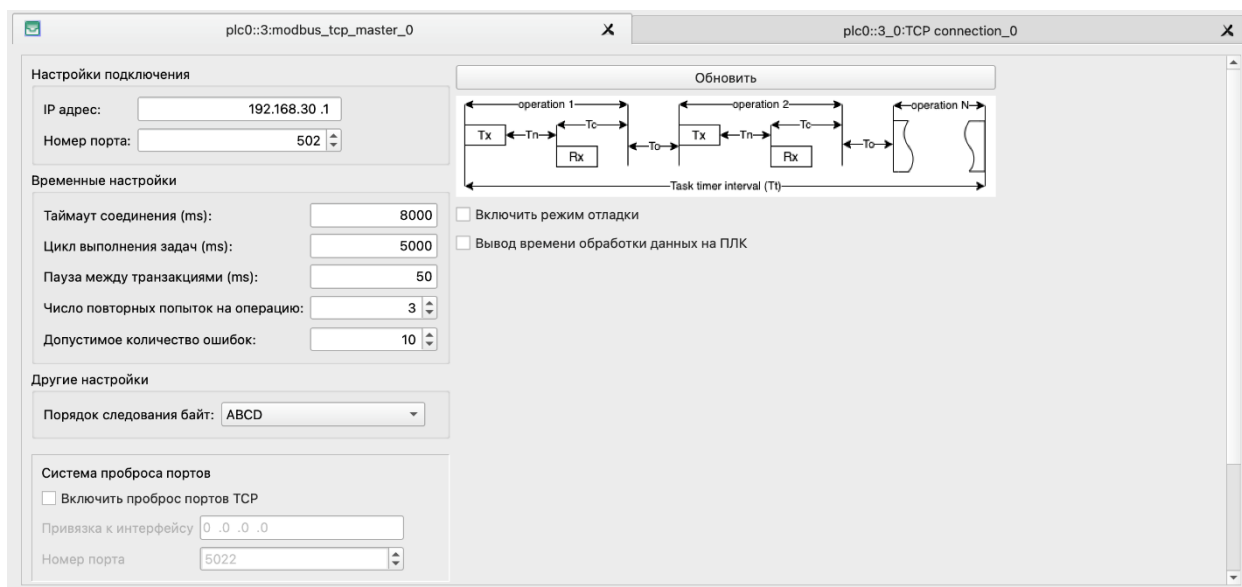 plc0::3:modbus_tcp_master_0
plc0::3_0:TCP connection_0
Настройки подключения
IP адрес: 192.168.30 .1
Номер порта: 502
Временные настройки
Таймаут соединения (ms): 8000
Цикл выполнения задач (ms): 5000
Пауза между транзакциями (ms): 50
Число повторных попыток на операцию: 3
Допустимое количество ошибок: 10
Другие настройки
Порядок следования байт: ABCD
Система проброса портов
Включить проброс портов TCP
Привязка к интерфейсу 0 .0 .0 .0
Номер порта 5022
Обновить
operation 1 operation 2 operation N
Tx Tn Tc To Tx Tn Tc To
Rx Rx
Task timer interval (Tt)
Включить режим отладки
Вывод времени обработки данных на ПЛК